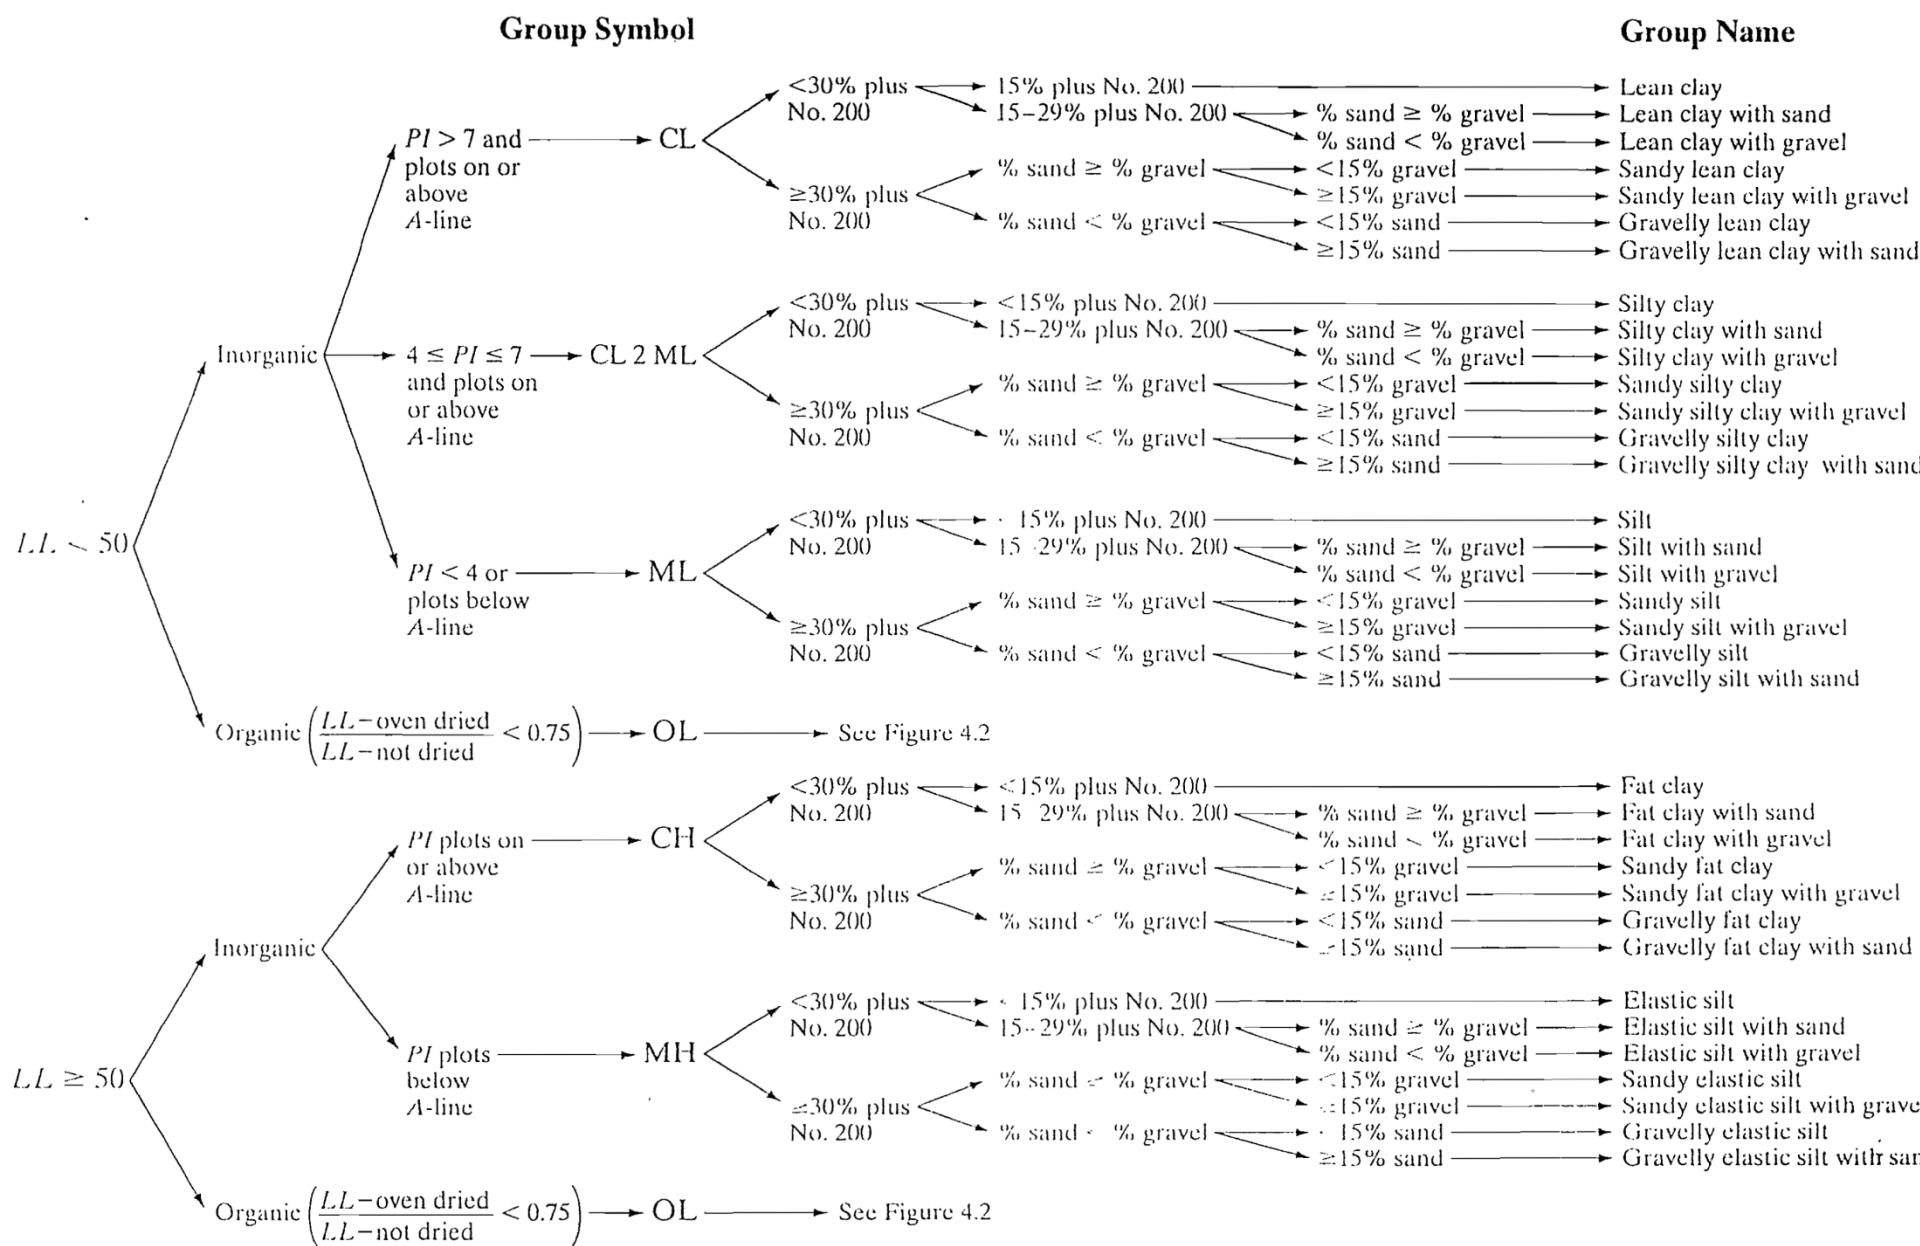 Group Symbol
Group Name
<30% plus
No. 200
15% plus No. 200
Lean clay
15–29% plus No. 200
% sand ≥ % gravel
Lean clay with sand
% sand < % gravel
Lean clay with gravel
PI > 7 and
plots on or
above
A-line
CL
≥30% plus
No. 200
% sand ≥ % gravel
<15% gravel
Sandy lean clay
≥15% gravel
Sandy lean clay with gravel
% sand < % gravel
<15% sand
Gravelly lean clay
≥15% sand
Gravelly lean clay with sand
<30% plus
No. 200
<15% plus No. 200
Silty clay
15–29% plus No. 200
% sand ≥ % gravel
Silty clay with sand
% sand < % gravel
Silty clay with gravel
Inorganic
4 ≤ PI ≤ 7
and plots on
or above
A-line
CL 2 ML
≥30% plus
No. 200
% sand ≥ % gravel
<15% gravel
Sandy silty clay
≥15% gravel
Sandy silty clay with gravel
% sand < % gravel
<15% sand
Gravelly silty clay
≥15% sand
Gravelly silty clay with sand
LL < 50
<30% plus
No. 200
15% plus No. 200
Silt
15 29% plus No. 200
% sand ≥ % gravel
Silt with sand
% sand < % gravel
Silt with gravel
PI < 4 or
plots below
A-line
ML
≥30% plus
No. 200
% sand ≥ % gravel
<15% gravel
Sandy silt
≥15% gravel
Sandy silt with gravel
% sand < % gravel
<15% sand
Gravelly silt
≥15% sand
Gravelly silt with sand
Organic (LL–oven dried / LL–not dried < 0.75)
OL
See Figure 4.2
<30% plus
No. 200
<15% plus No. 200
Fat clay
15 29% plus No. 200
% sand ≥ % gravel
Fat clay with sand
% sand < % gravel
Fat clay with gravel
PI plots on
or above
A-line
CH
≥30% plus
No. 200
% sand ≥ % gravel
<15% gravel
Sandy fat clay
≥15% gravel
Sandy fat clay with gravel
% sand < % gravel
<15% sand
Gravelly fat clay
15% sand
Gravelly fat clay with sand
Inorganic
LL ≥ 50
<30% plus
No. 200
< 15% plus No. 200
Elastic silt
15–29% plus No. 200
% sand ≥ % gravel
Elastic silt with sand
% sand < % gravel
Elastic silt with gravel
PI plots
below
A-line
MH
≥30% plus
No. 200
% sand % gravel
<15% gravel
Sandy elastic silt
15% gravel
Sandy elastic silt with grave
% sand < % gravel
15% sand
Gravelly elastic silt
≥15% sand
Gravelly elastic silt with san
Organic (LL–oven dried / LL–not dried < 0.75)
OL
See Figure 4.2